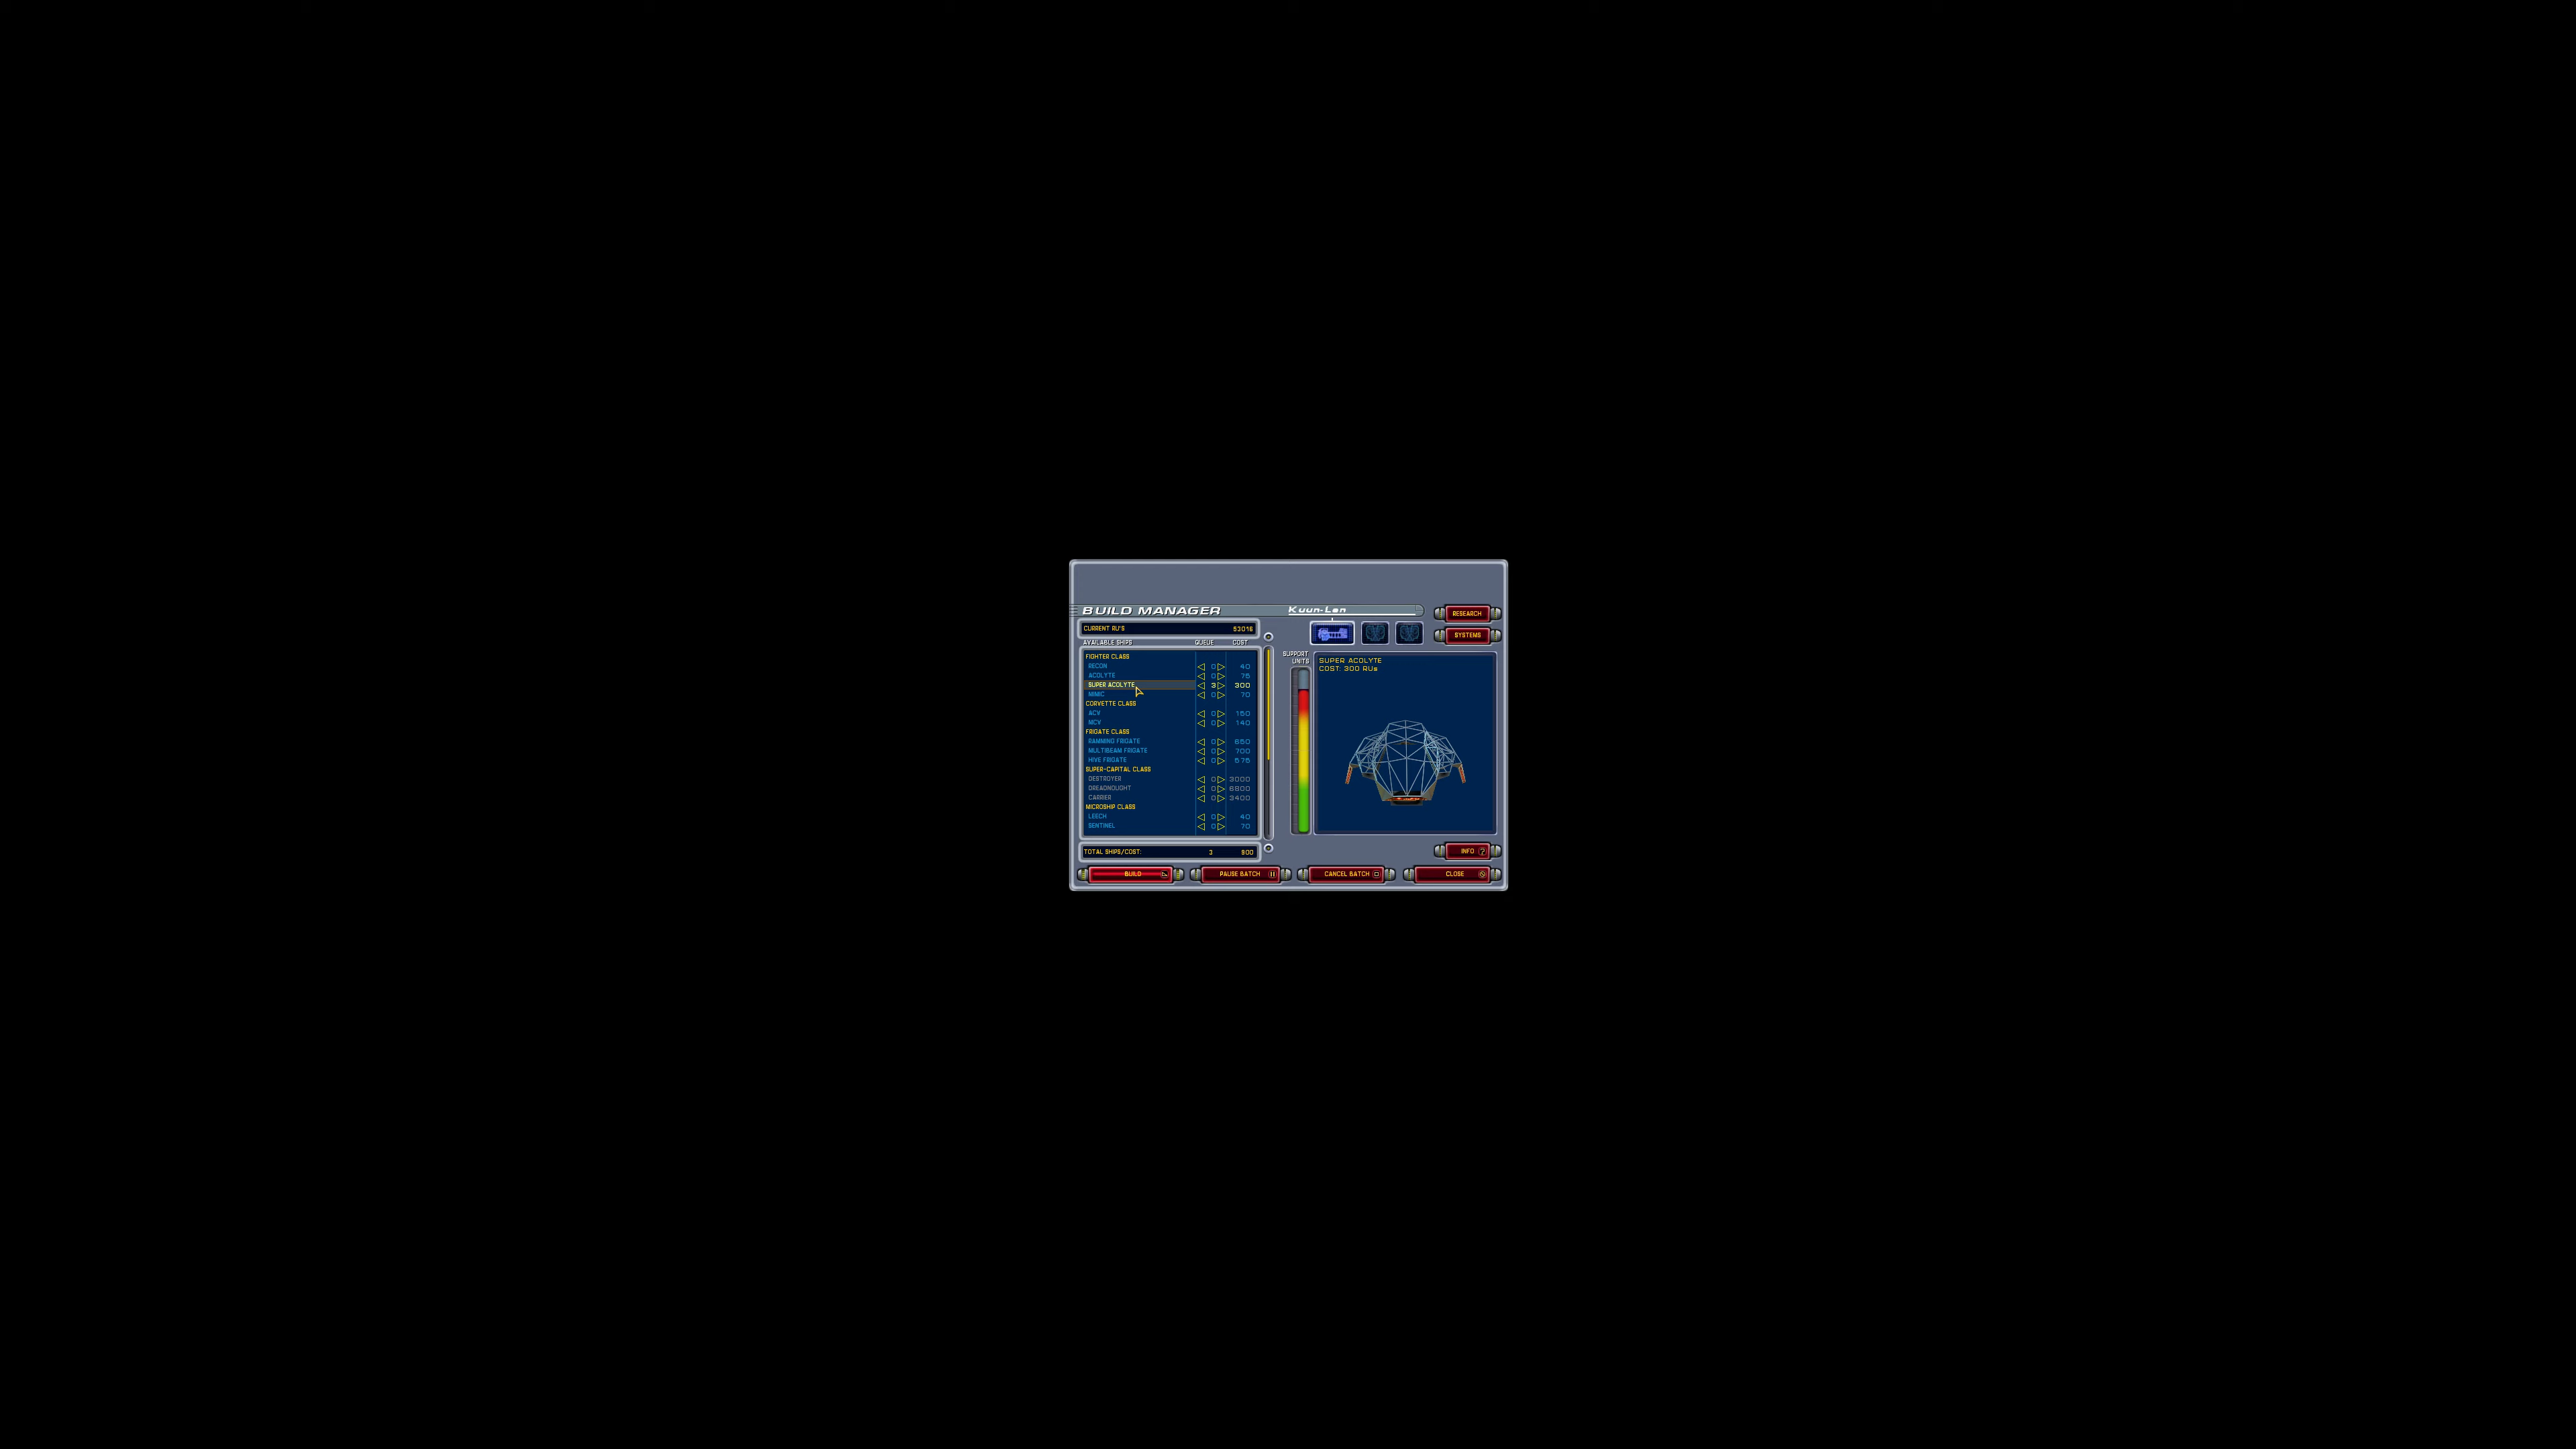 BUILD MANAGER
Kuun-Lan
RESEARCH
CURRENT RU'S 53016
SYSTEMS
AVAILABLE SHIPS QUEUE COST
FIGHTER CLASS
RECON 0 40
ACOLYTE 0 75
SUPER ACOLYTE 3 300
MIMIC 0 70
CORVETTE CLASS
ACV 0 150
MCV 0 140
FRIGATE CLASS
RAMMING FRIGATE 0 650
MULTIBEAM FRIGATE 0 700
HIVE FRIGATE 0 575
SUPER-CAPITAL CLASS
DESTROYER 0 3000
DREADNOUGHT 0 6800
CARRIER 0 3400
MICROSHIP CLASS
LEECH 0 40
SENTINEL 0 70
TOTAL SHIPS/COST: 3 900
SUPPORT
UNITS
SUPER ACOLYTE
COST: 300 RUs
INFO ?
BUILD
PAUSE BATCH
CANCEL BATCH
CLOSE